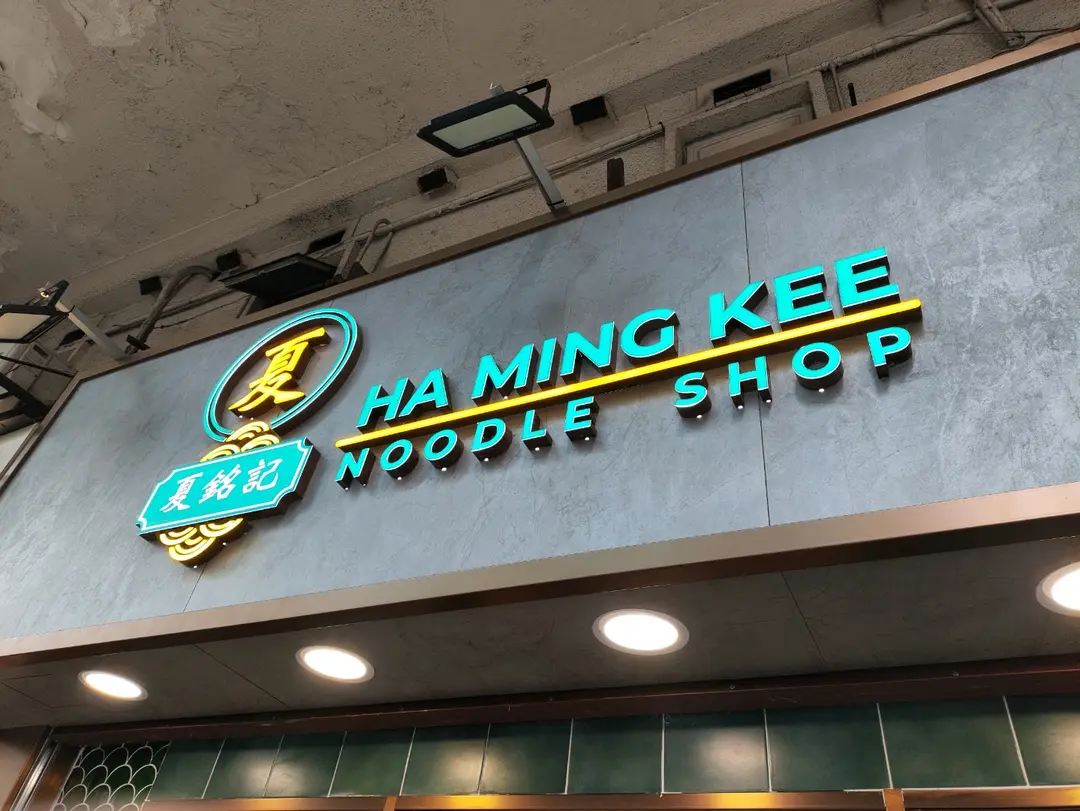 夏
夏銘記
HA MING KEE
NOODLE SHOP